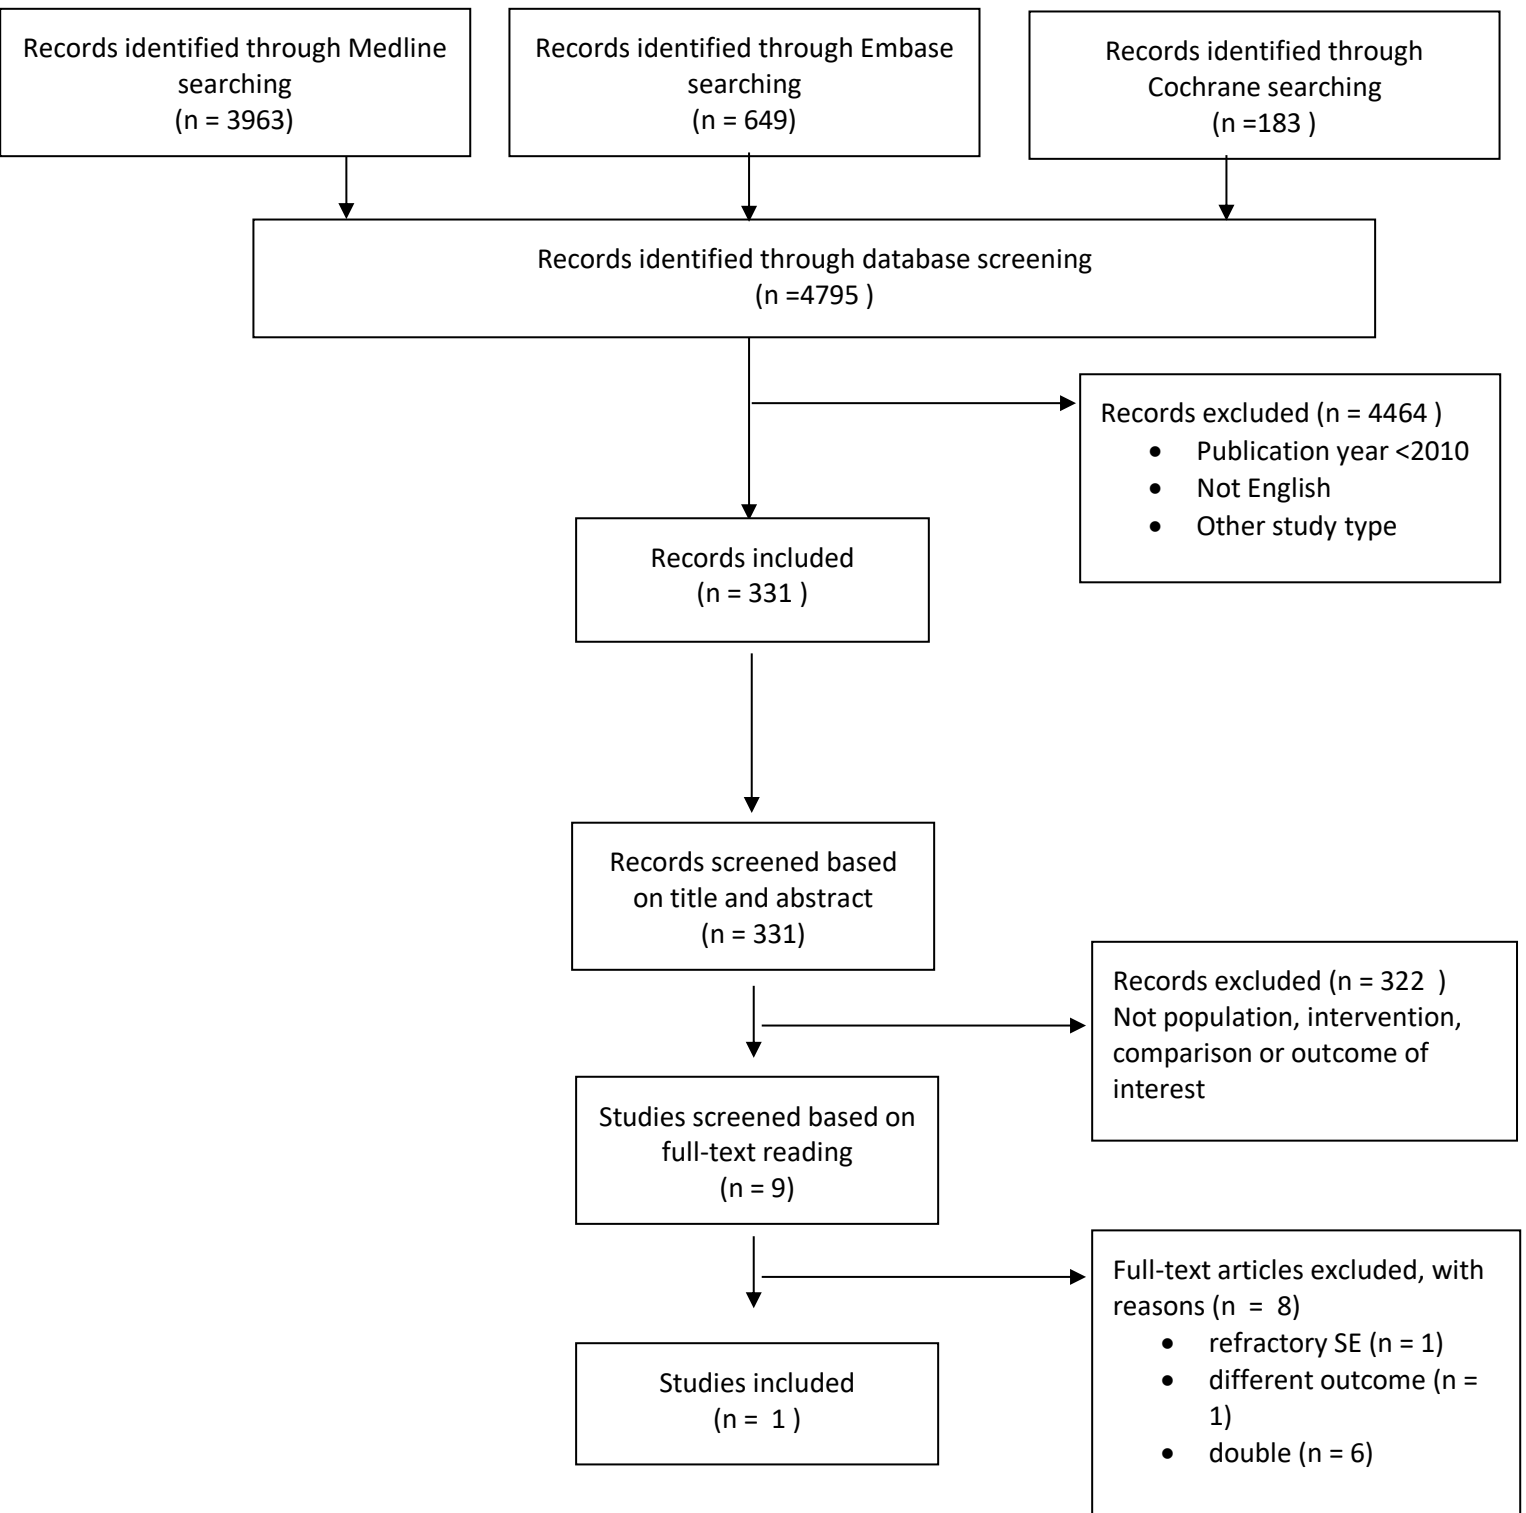 Records identified through Medline
searching
(n = 3963)
Records identified through Embase
searching
(n = 649)
Records identified through
Cochrane searching
(n =183 )
Records identified through database screening
(n =4795 )
Records excluded (n = 4464 )
• Publication year <2010
• Not English
• Other study type
Records included
(n = 331 )
Records screened based
on title and abstract
(n = 331)
Records excluded (n = 322  )
Not population, intervention,
comparison or outcome of
interest
Studies screened based on
full-text reading
(n = 9)
Full-text articles excluded, with
reasons (n  =  8)
• refractory SE (n = 1)
• different outcome (n =
1)
• double (n = 6)
Studies included
(n =  1 )